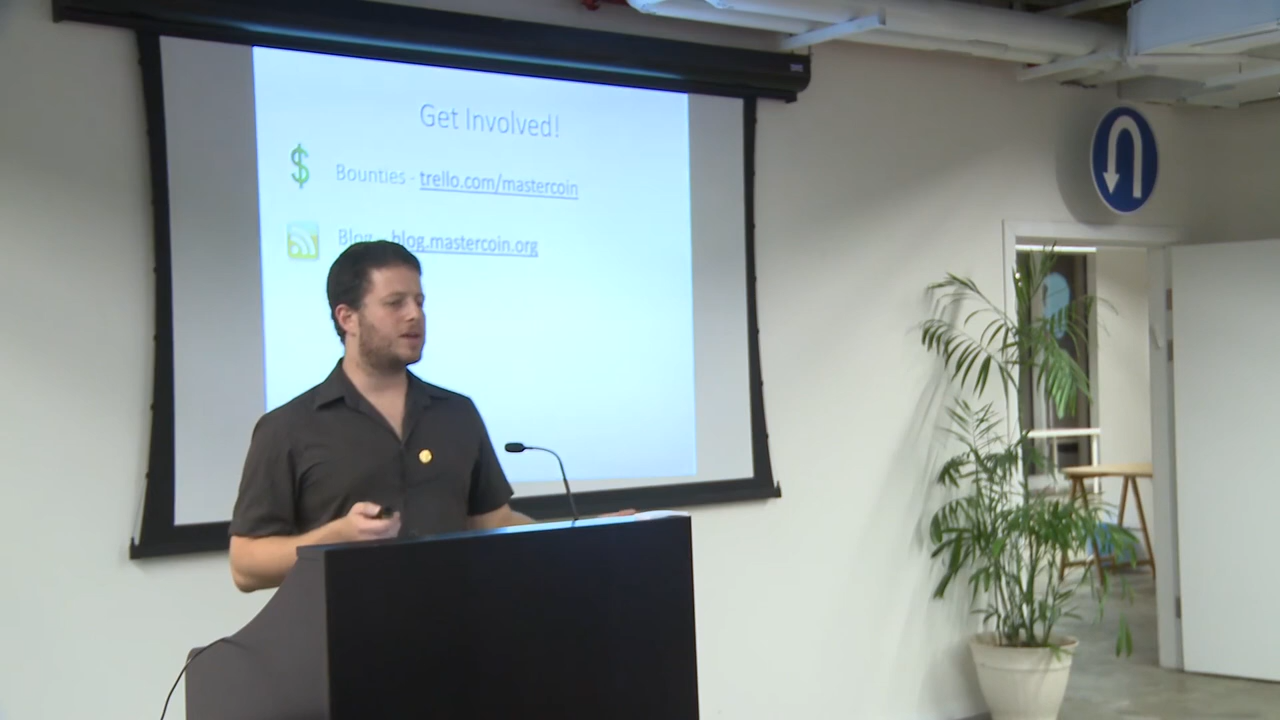 Get Involved!
$ Bounties - trello.com/mastercoin
Blog - blog.mastercoin.org